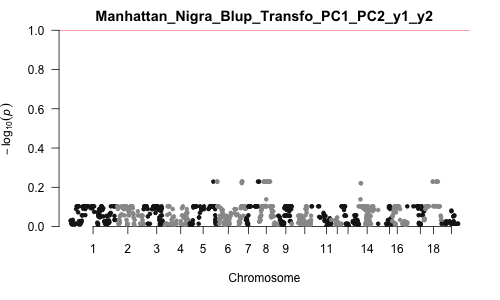 Manhattan_Nigra_Blup_Transfo_PC1_PC2_y1_y2
− log10(p)
1.0
0.8
0.6
0.4
0.2
0.0
1 2 3 4 5 6 7 8 9 11 14 16 18
Chromosome